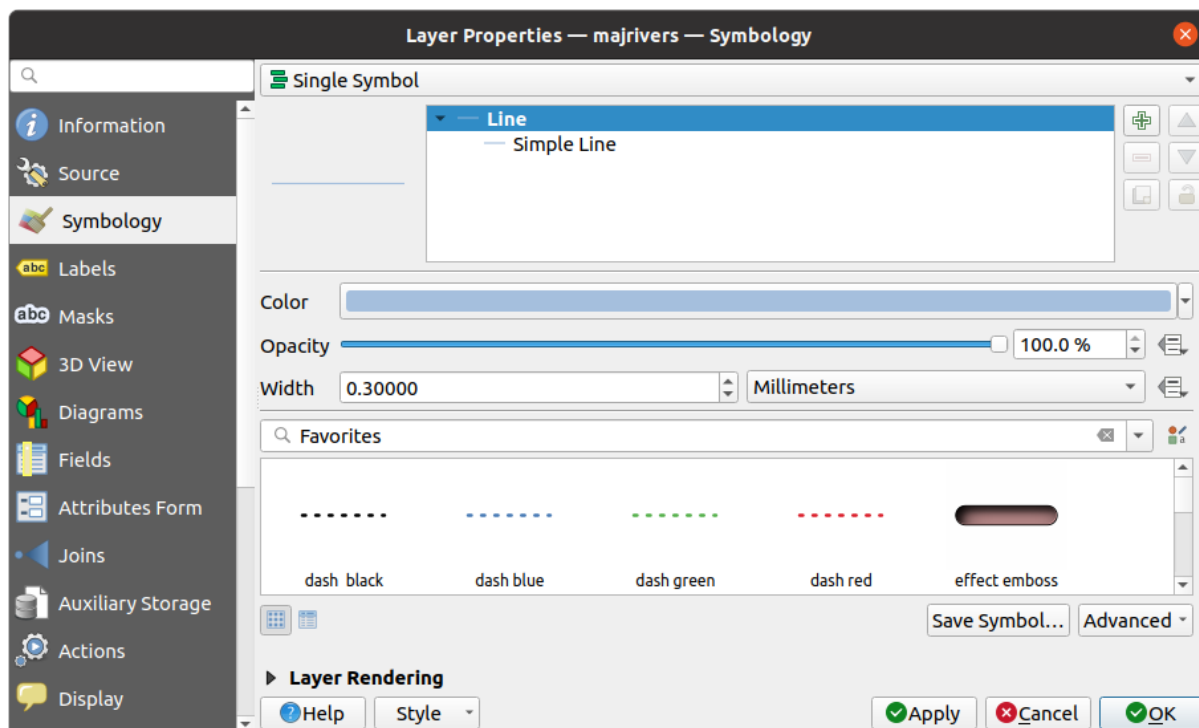 Layer Properties — majrivers — Symbology
Information
Source
Symbology
abc Labels
abc Masks
3D View
Diagrams
Fields
Attributes Form
Joins
Auxiliary Storage
Actions
Display
Single Symbol
Line
Simple Line
Color
Opacity 100.0 %
Width 0.30000 Millimeters
Favorites
dash black dash blue dash green dash red effect emboss
Save Symbol... Advanced
Layer Rendering
Help Style Apply Cancel OK